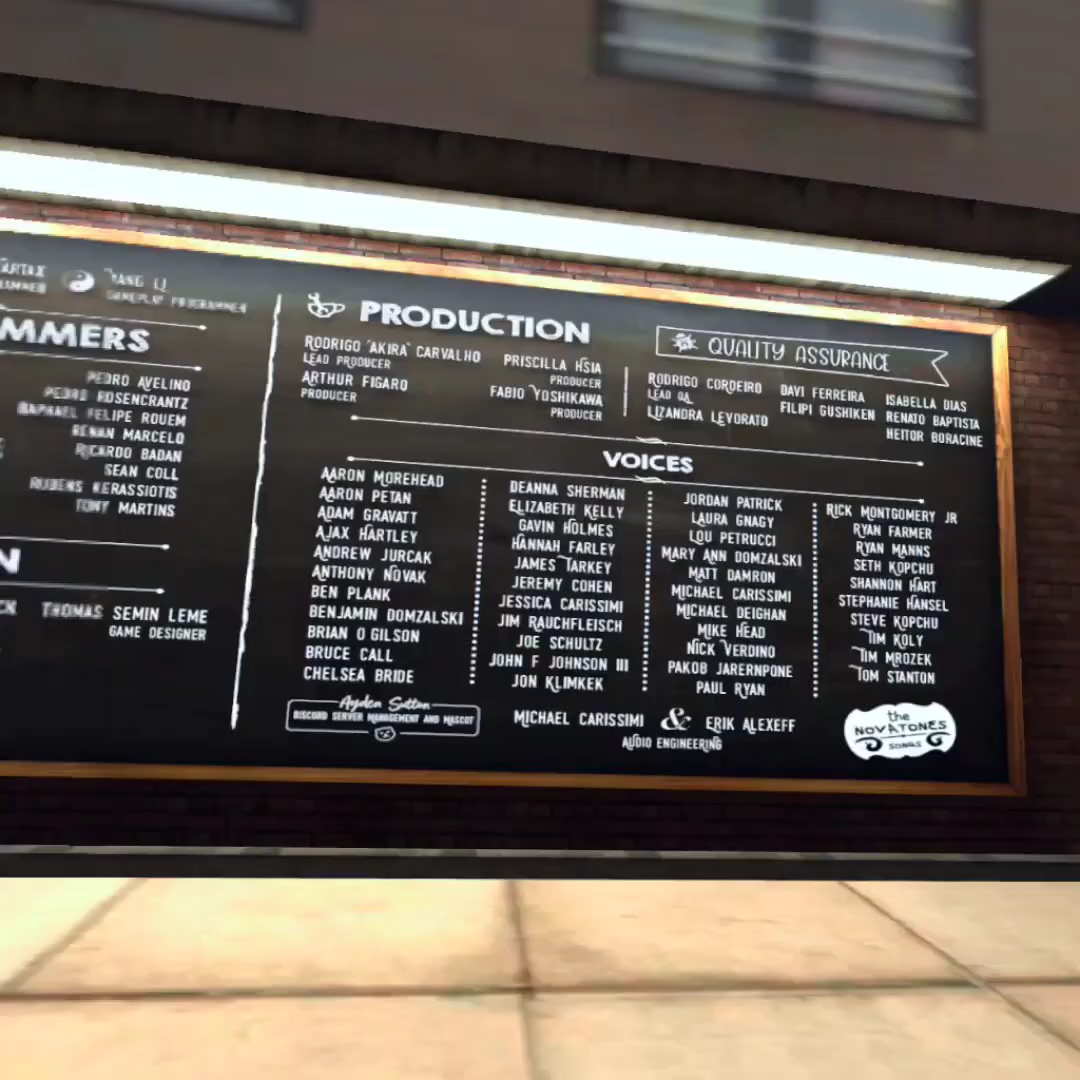 YANG LI
GAMEPLAY PROGRAMMER
MMERS
PEDRO AVELINO
PEDRO ROSENCRANTZ
RAPHAEL FELIPE ROUEM
RENAN MARCELO
RICARDO BADAN
SEAN COLL
RUBENS KERASSIOTIS
TONY MARTINS
N
THOMAS SEMIN LEME
GAME DESIGNER
PRODUCTION
RODRIGO "AKIRA" CARVALHO
LEAD PRODUCER
ARTHUR FIGARO
PRODUCER
PRISCILLA HSIA
PRODUCER
FABIO YOSHIKAWA
PRODUCER
QUALITY ASSURANCE
RODRIGO CORDEIRO
LEAD QA
LIZANDRA LEVORATO
DAVI FERREIRA
FILIPI GUSHIKEN
ISABELLA DIAS
RENATO BAPTISTA
HEITOR BORACINE
VOICES
AARON MOREHEAD
AARON PETAN
ADAM GRAVATT
AJAX HARTLEY
ANDREW JURCAK
ANTHONY NOVAK
BEN PLANK
BENJAMIN DOMZALSKI
BRIAN O GILSON
BRUCE CALL
CHELSEA BRIDE
DEANNA SHERMAN
ELIZABETH KELLY
GAVIN HOLMES
HANNAH FARLEY
JAMES TARKEY
JEREMY COHEN
JESSICA CARISSIMI
JIM RAUCHFLEISCH
JOE SCHULTZ
JOHN F JOHNSON III
JON KLIMKEK
JORDAN PATRICK
LAURA GNAGY
LOU PETRUCCI
MARY ANN DOMZALSKI
MATT DAMRON
MICHAEL CARISSIMI
MICHAEL DEIGHAN
MIKE HEAD
NICK VERDINO
PAKOB JARERNPONE
PAUL RYAN
RICK MONTGOMERY JR
RYAN FARMER
RYAN MANNS
SETH KOPCHU
SHANNON HART
STEPHANIE HANSEL
STEVE KOPCHU
TIM KOLY
TIM MROZEK
TOM STANTON
Ayden Sutton
DISCORD SERVER MANAGEMENT AND MASCOT
MICHAEL CARISSIMI & ERIK ALEXEFF
AUDIO ENGINEERING
the
NOVATONES
SONGS